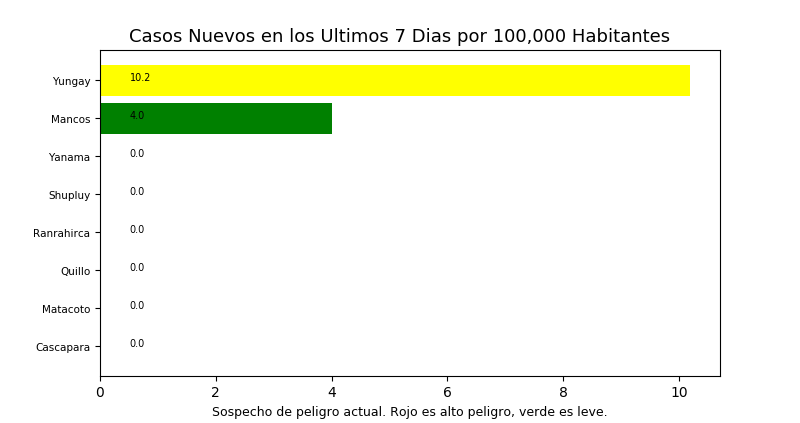 Casos Nuevos en los Ultimos 7 Dias por 100,000 Habitantes
Yungay 10.2
Mancos 4.0
Yanama 0.0
Shupluy 0.0
Ranrahirca 0.0
Quillo 0.0
Matacoto 0.0
Cascapara 0.0
0 2 4 6 8 10
Sospecho de peligro actual. Rojo es alto peligro, verde es leve.